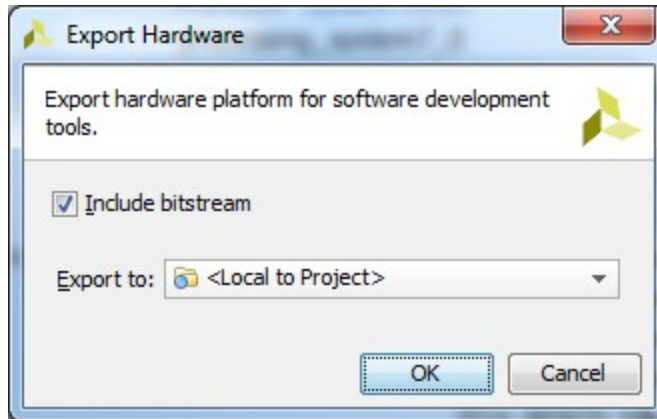 Export Hardware
Export hardware platform for software development
tools.
Include bitstream
Export to: <Local to Project>
OK Cancel